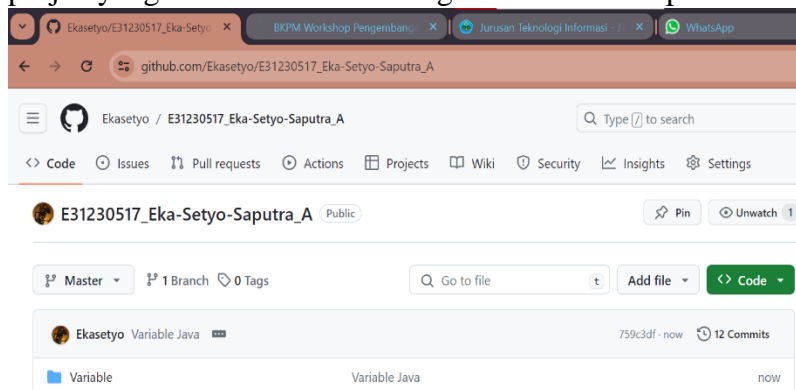 Ekasetyo/E31230517_Eka-Setyo
BKPM Workshop Pengembang
Jurusan Teknologi Informasi -
WhatsApp
github.com/Ekasetyo/E31230517_Eka-Setyo-Saputra_A
Ekasetyo / E31230517_Eka-Setyo-Saputra_A
Type / to search
Code Issues Pull requests Actions Projects Wiki Security Insights Settings
E31230517_Eka-Setyo-Saputra_A Public
Pin Unwatch 1
Master 1 Branch 0 Tags Go to file t Add file Code
Ekasetyo Variable Java 759c3df · now 12 Commits
Variable Variable Java now